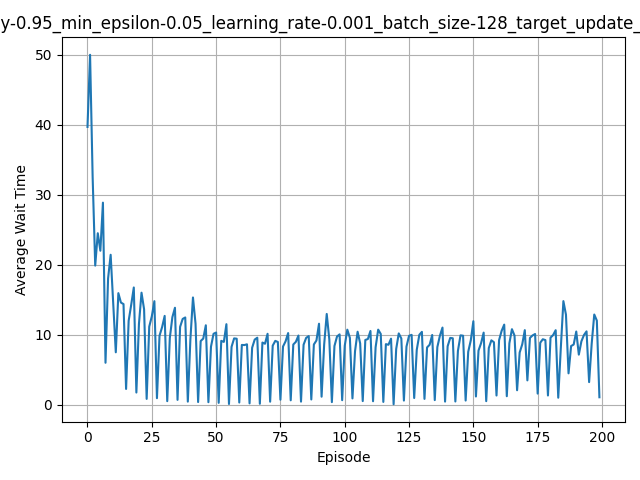 y-0.95_min_epsilon-0.05_learning_rate-0.001_batch_size-128_target_update_
50
40
30
20
10
0
Average Wait Time
0 25 50 75 100 125 150 175 200
Episode